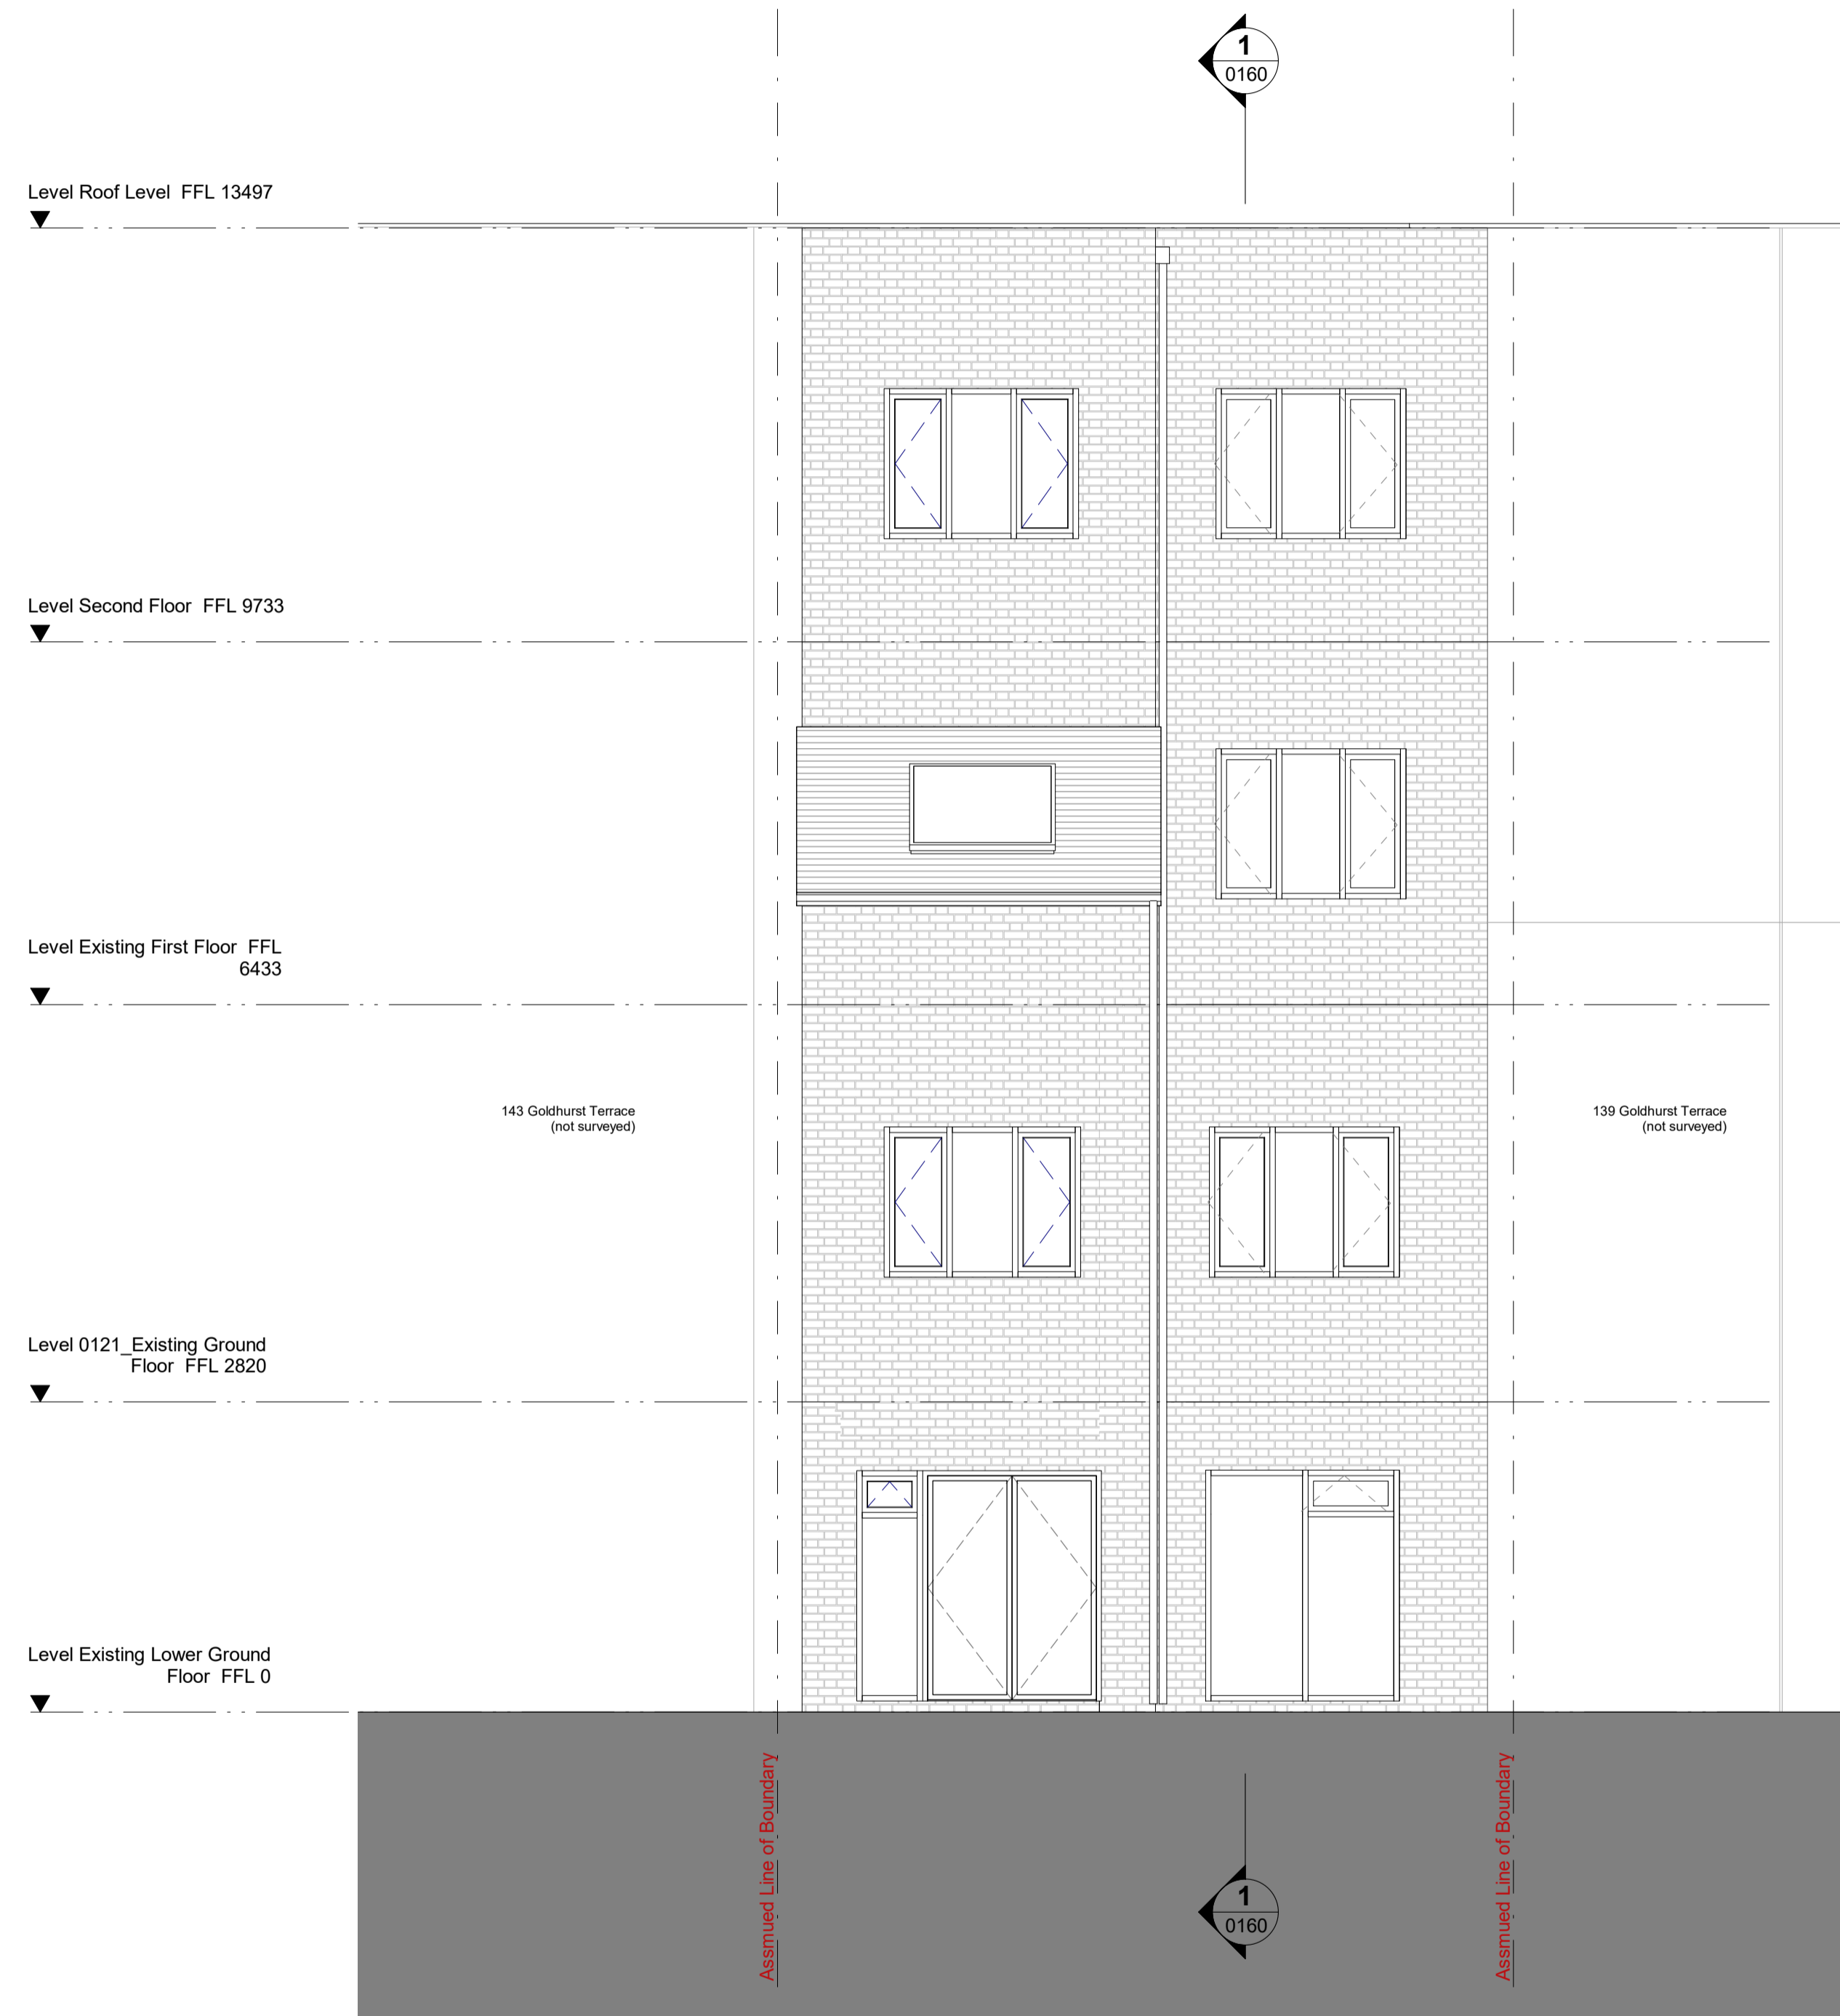 1
0160
Level Roof Level FFL 13497
Level Second Floor FFL 9733
Level Existing First Floor FFL
6433
143 Goldhurst Terrace
(not surveyed)
139 Goldhurst Terrace
(not surveyed)
Level 0121_Existing Ground
Floor FFL 2820
Level Existing Lower Ground
Floor FFL 0
Assmued Line of Boundary
Assmued Line of Boundary
1
0160